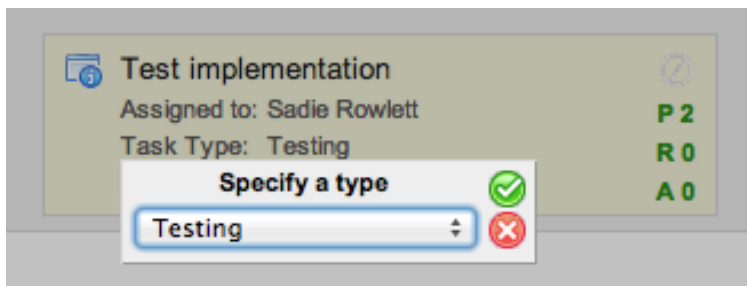 Test implementation
Assigned to: Sadie Rowlett
P 2
Task Type: Testing
R 0
Specify a type
A 0
Testing